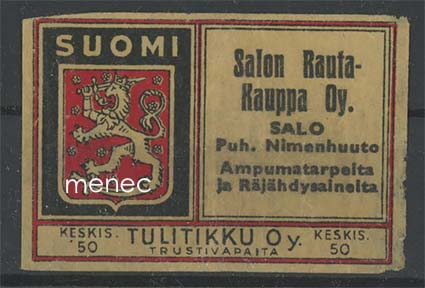 SUOMI
menec
Salon Rauta-
Kauppa Oy.
SALO
Puh. Nimenhuuto
Ampumatarpeita
ja Räjähdysaineita
KESKIS.
50
TULITIKKU Oy.
TRUSTIVAPAITA
KESKIS.
50